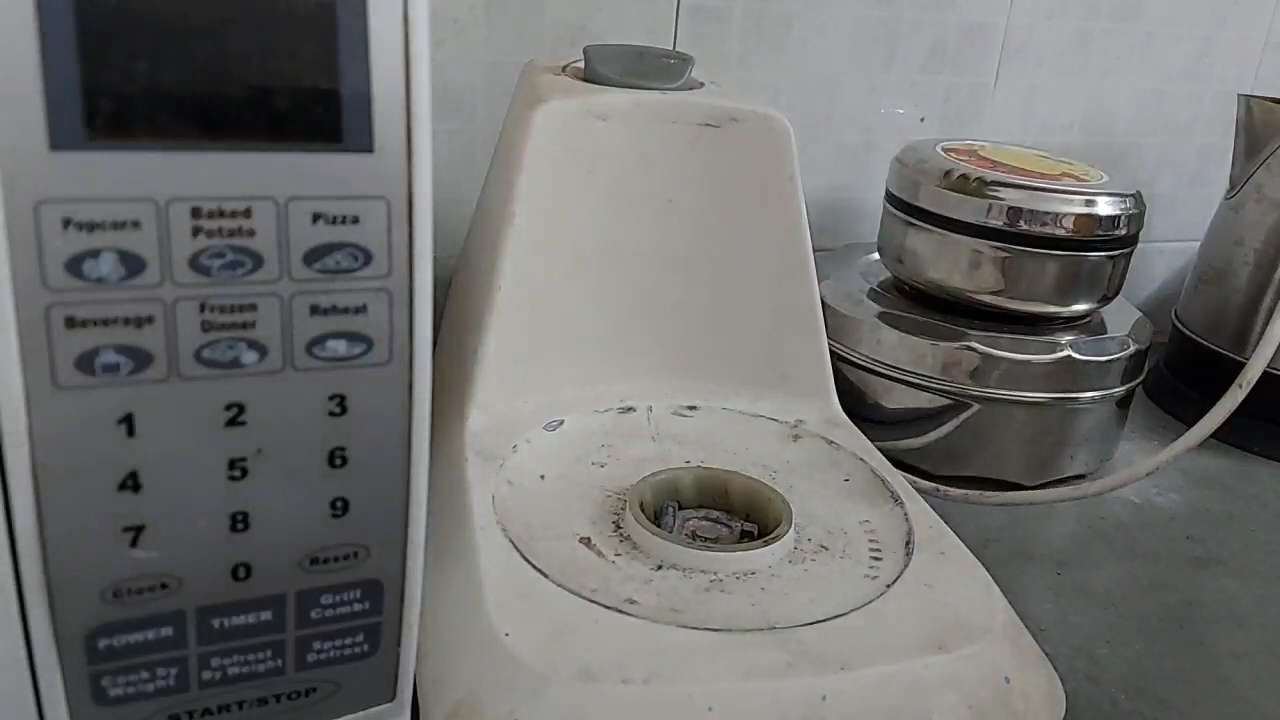 Popcorn
Baked
Potato
Pizza
Beverage
Frozen
Dinner
Reheat
1 2 3
4 5 6
7 8 9
Clock 0 Reset
POWER
TIMER
Grill
Combi
Cook by
Weight
Defrost
By Weight
Speed
Defrost
START/STOP